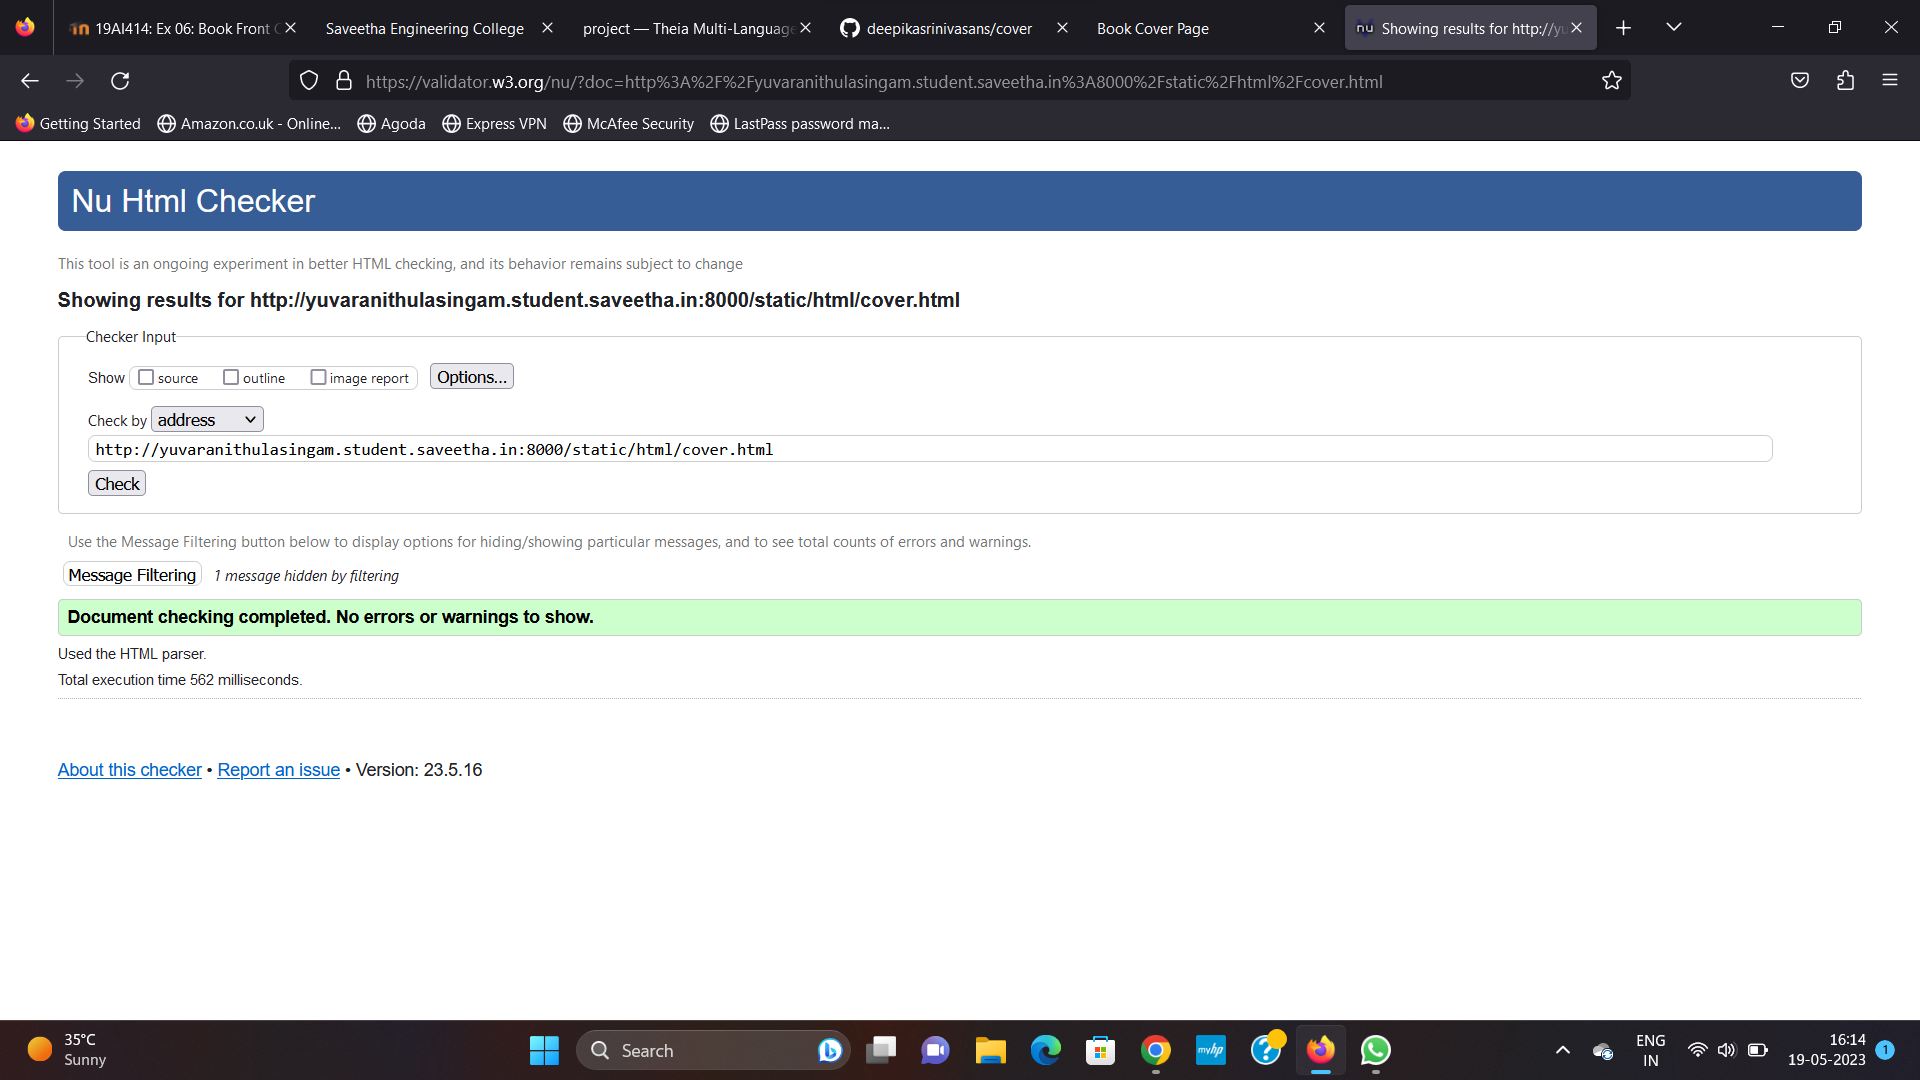 19AI414: Ex 06: Book Front
Saveetha Engineering College
project — Theia Multi-Language
deepikasrinivasans/cover
Book Cover Page
nu Showing results for http://yu
https://validator.w3.org/nu/?doc=http%3A%2F%2Fyuvaranithulasingam.student.saveetha.in%3A8000%2Fstatic%2Fhtml%2Fcover.html
Getting Started
Amazon.co.uk - Online...
Agoda
Express VPN
McAfee Security
LastPass password ma...
Nu Html Checker
This tool is an ongoing experiment in better HTML checking, and its behavior remains subject to change
Showing results for http://yuvaranithulasingam.student.saveetha.in:8000/static/html/cover.html
Checker Input
Show source outline image report Options...
Check by address
http://yuvaranithulasingam.student.saveetha.in:8000/static/html/cover.html
Check
Use the Message Filtering button below to display options for hiding/showing particular messages, and to see total counts of errors and warnings.
Message Filtering 1 message hidden by filtering
Document checking completed. No errors or warnings to show.
Used the HTML parser.
Total execution time 562 milliseconds.
About this checker • Report an issue • Version: 23.5.16
35°C
Sunny
Search
myhp
ENG
IN
16:14
19-05-2023
1